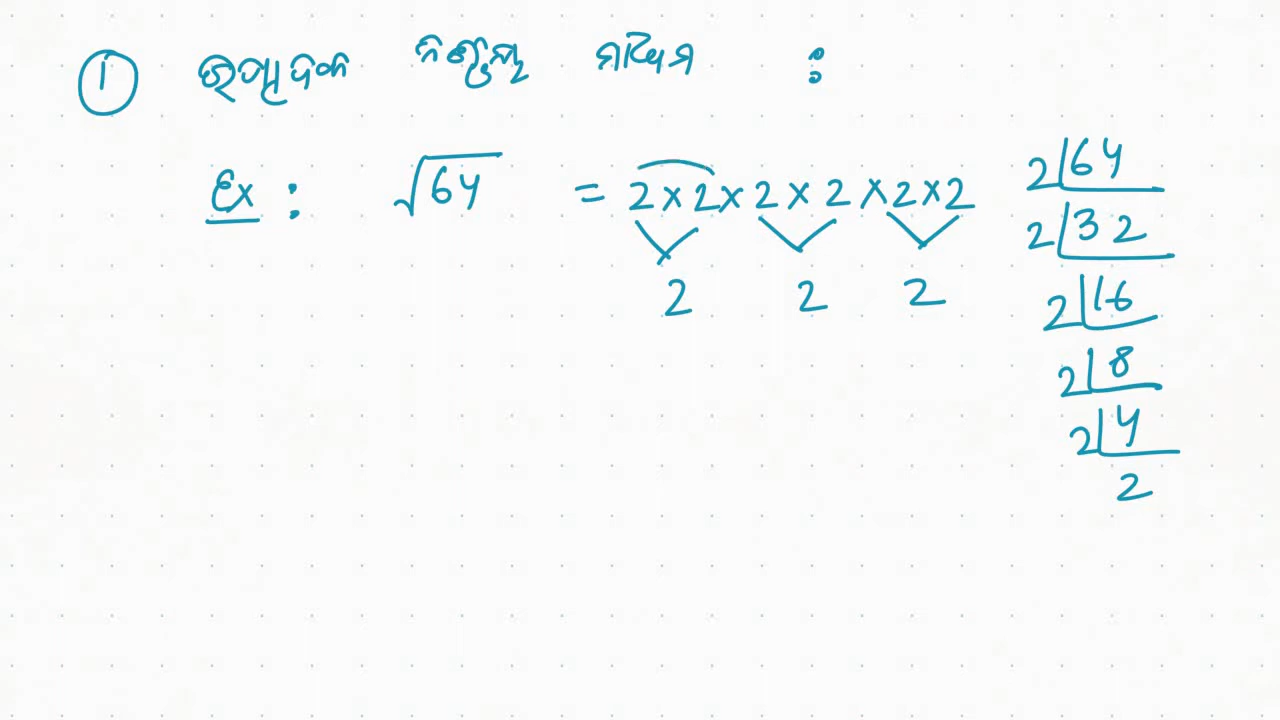 ① ଉତ୍ପାଦକ ନିର୍ଣ୍ଣୟ ମାଧ୍ୟମ :
Ex : √64 = 2 × 2 × 2 × 2 × 2 × 2
2 2 2
2 | 64
2 | 32
2 | 16
2 | 8
2 | 4
2